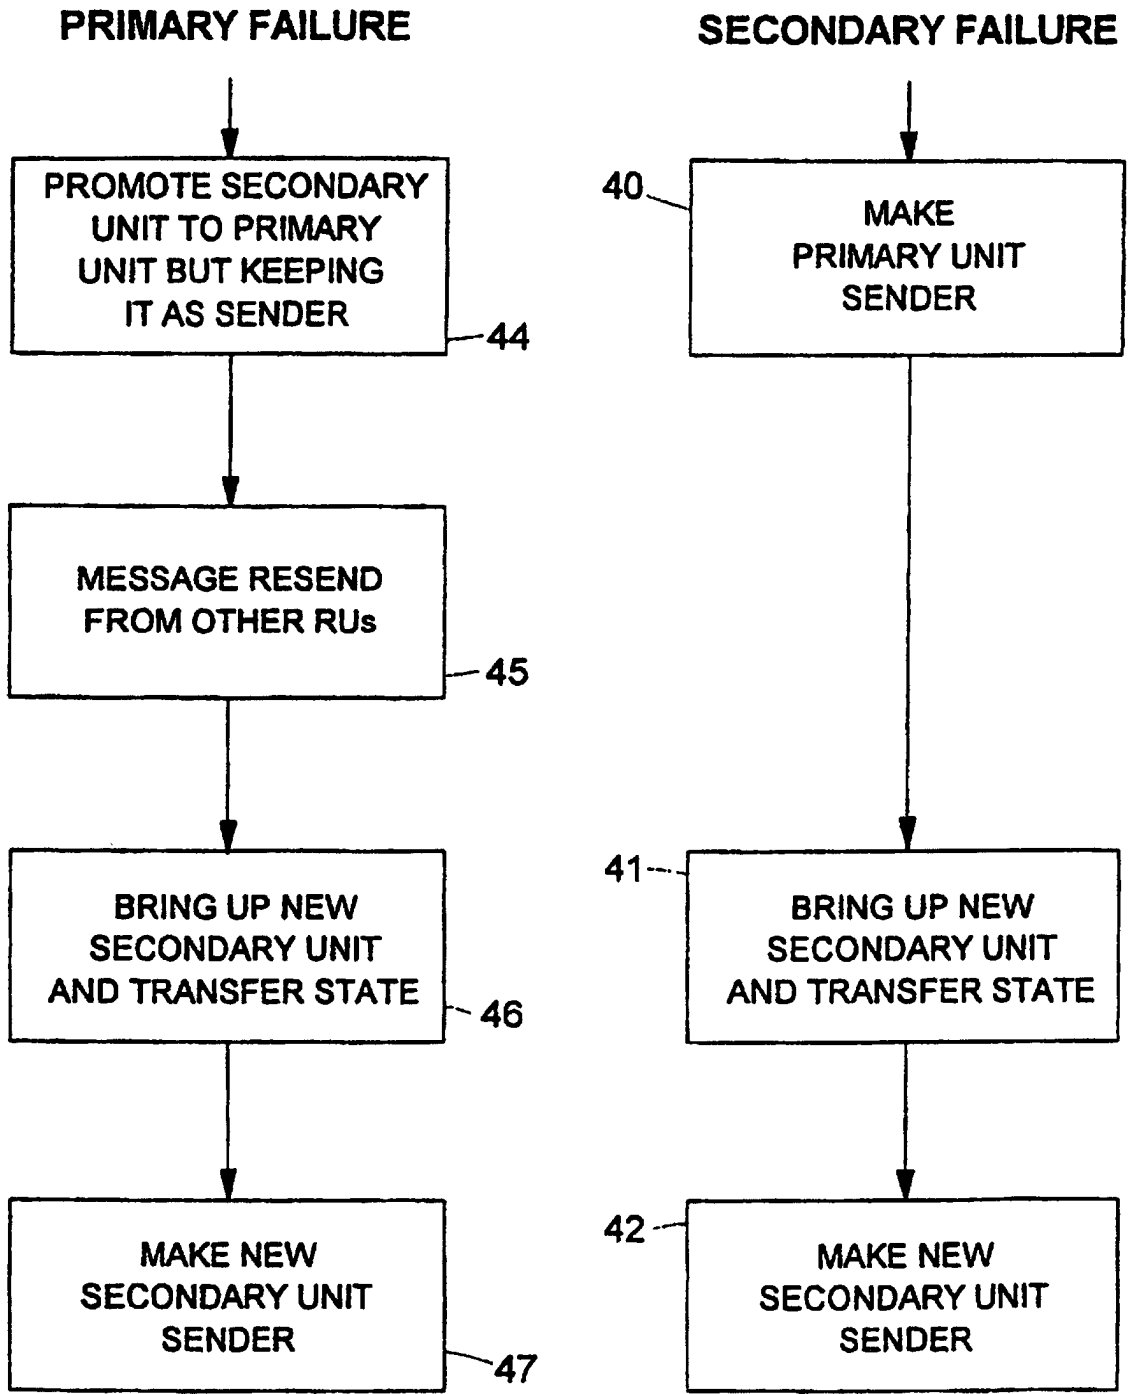 PRIMARY FAILURE
PROMOTE SECONDARY
UNIT TO PRIMARY
UNIT BUT KEEPING
IT AS SENDER
44
MESSAGE RESEND
FROM OTHER RUs
45
BRING UP NEW
SECONDARY UNIT
AND TRANSFER STATE
46
MAKE NEW
SECONDARY UNIT
SENDER
47
SECONDARY FAILURE
40
MAKE
PRIMARY UNIT
SENDER
41
BRING UP NEW
SECONDARY UNIT
AND TRANSFER STATE
42
MAKE NEW
SECONDARY UNIT
SENDER